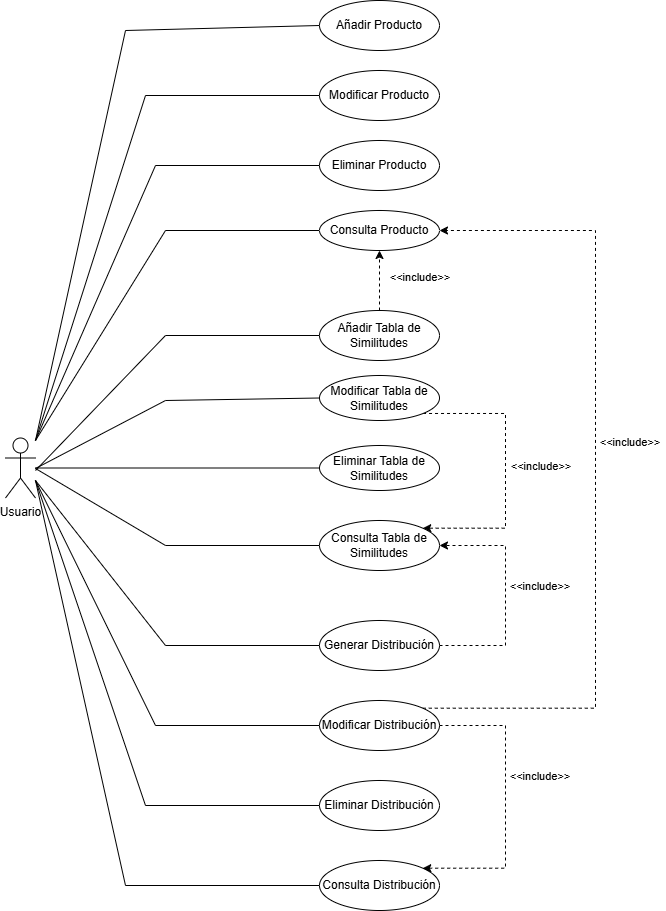 Añadir Producto
Modificar Producto
Eliminar Producto
Consulta Producto
<<include>>
Añadir Tabla de
Similitudes
Modificar Tabla de
Similitudes
<<include>>
<<include>>
Eliminar Tabla de
Similitudes
Usuario
Consulta Tabla de
Similitudes
<<include>>
Generar Distribución
Modificar Distribución
<<include>>
Eliminar Distribución
Consulta Distribución